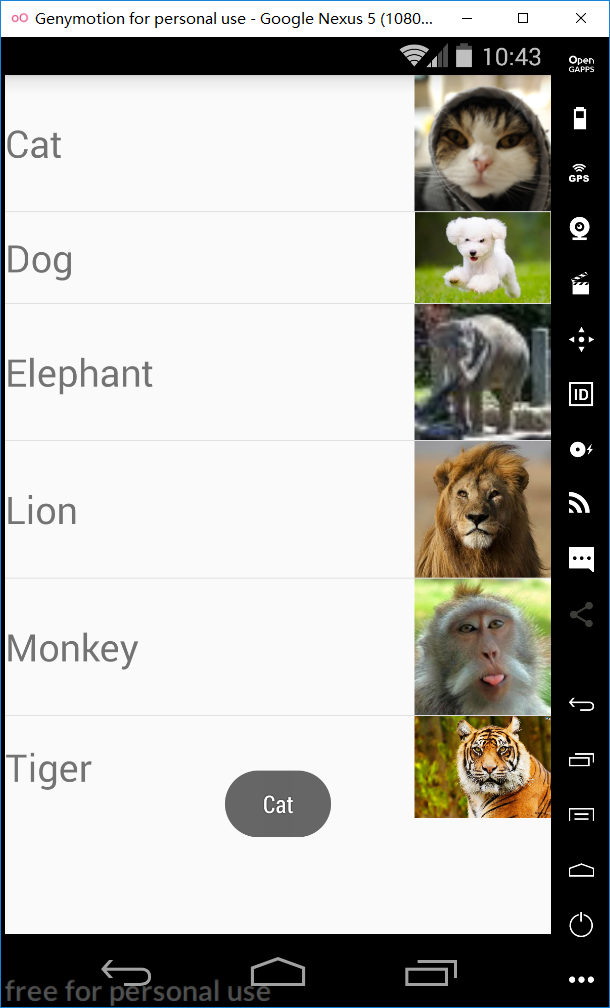 Genymotion for personal use - Google Nexus 5 (1080...
10:43
Open
GAPPS
Cat
GPS
Dog
Elephant
ID
Lion
Monkey
Tiger
Cat
free for personal use